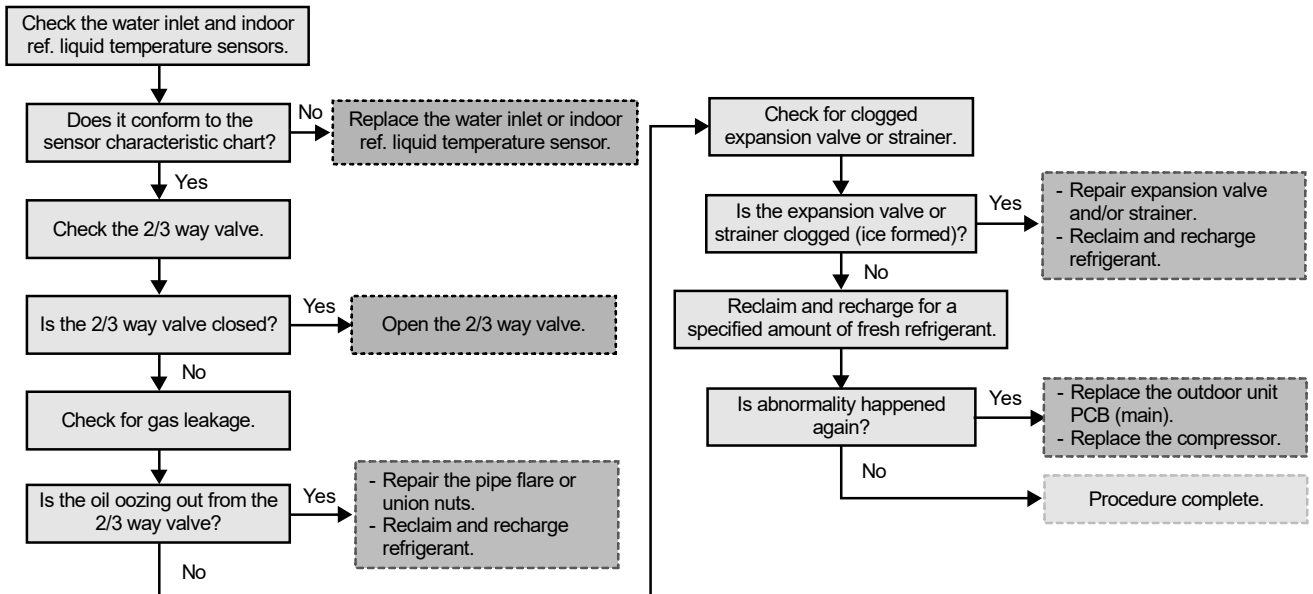 Check the water inlet and indoor
ref. liquid temperature sensors.
Does it conform to the
sensor characteristic chart?
No
Replace the water inlet or indoor
ref. liquid temperature sensor.
Yes
Check the 2/3 way valve.
Is the 2/3 way valve closed?
Yes
Open the 2/3 way valve.
No
Check for gas leakage.
Is the oil oozing out from the
2/3 way valve?
Yes
- Repair the pipe flare or
union nuts.
- Reclaim and recharge
refrigerant.
No
Check for clogged
expansion valve or strainer.
Is the expansion valve or
strainer clogged (ice formed)?
Yes
- Repair expansion valve
and/or strainer.
- Reclaim and recharge
refrigerant.
No
Reclaim and recharge for a
specified amount of fresh refrigerant.
Is abnormality happened
again?
Yes
- Replace the outdoor unit
PCB (main).
- Replace the compressor.
No
Procedure complete.